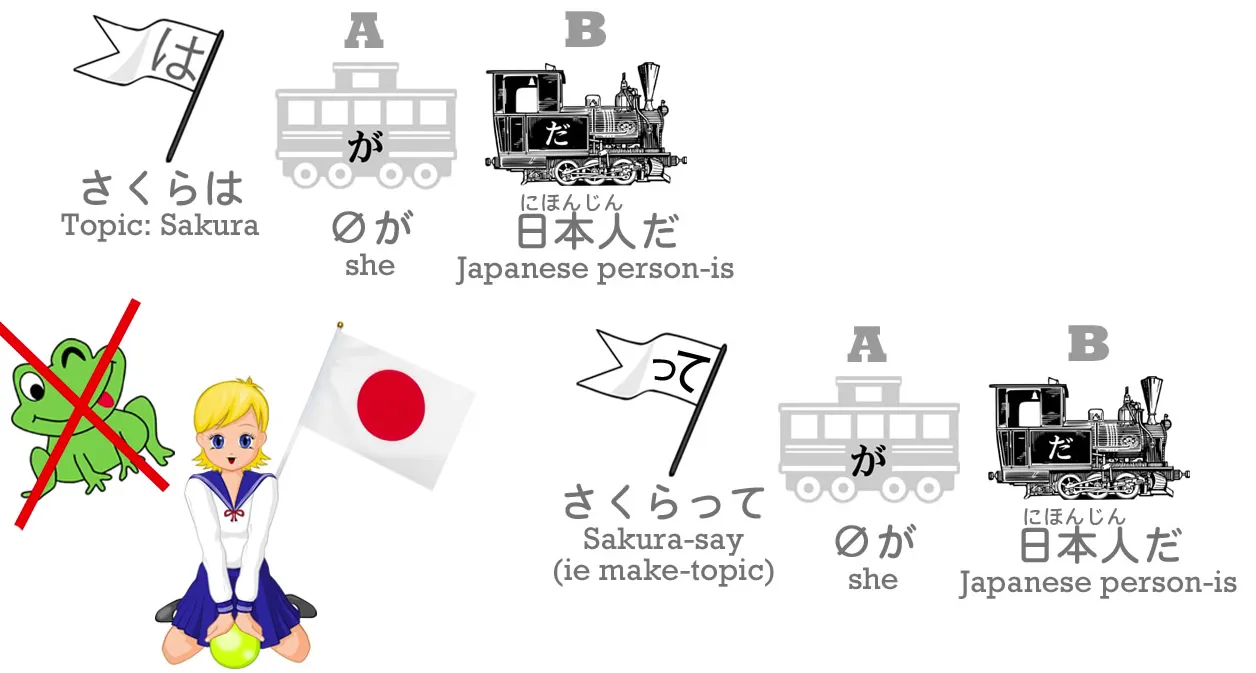 は
A
B
が
だ
さくらは
Topic: Sakura
∅が
she
にほんじん
日本人だ
Japanese person-is
って
A
B
が
だ
さくらって
Sakura-say
(ie make-topic)
∅が
she
にほんじん
日本人だ
Japanese person-is